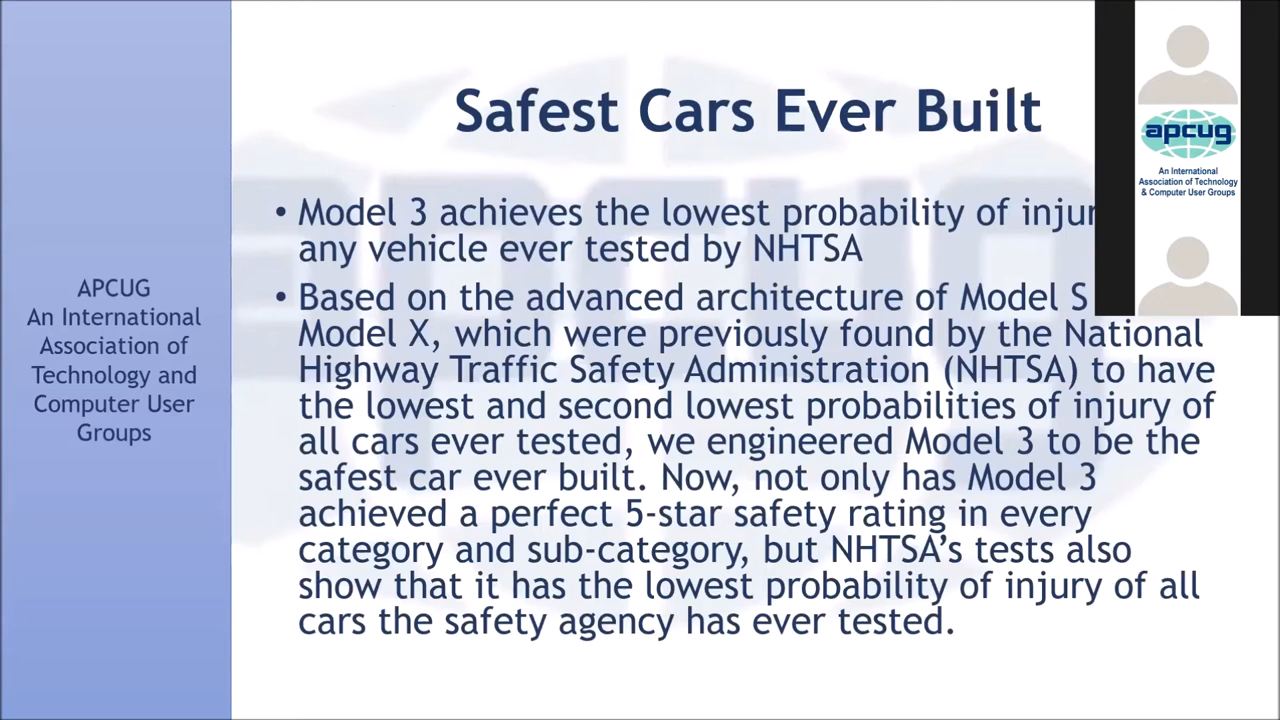 Safest Cars Ever Built
• Model 3 achieves the lowest probability of
any vehicle ever tested by NHTSA
• Based on the advanced architecture of Model S
Model X, which were previously found by the National
Highway Traffic Safety Administration (NHTSA) to have
the lowest and second lowest probabilities of injury of
all cars ever tested, we engineered Model 3 to be the
safest car ever built. Now, not only has Model 3
achieved a perfect 5-star safety rating in every
category and sub-category, but NHTSA’s tests also
show that it has the lowest probability of injury of all
cars the safety agency has ever tested.
APCUG
An International
Association of
Technology and
Computer User
Groups
apcug
An International
Association of Technology
& Computer User Groups